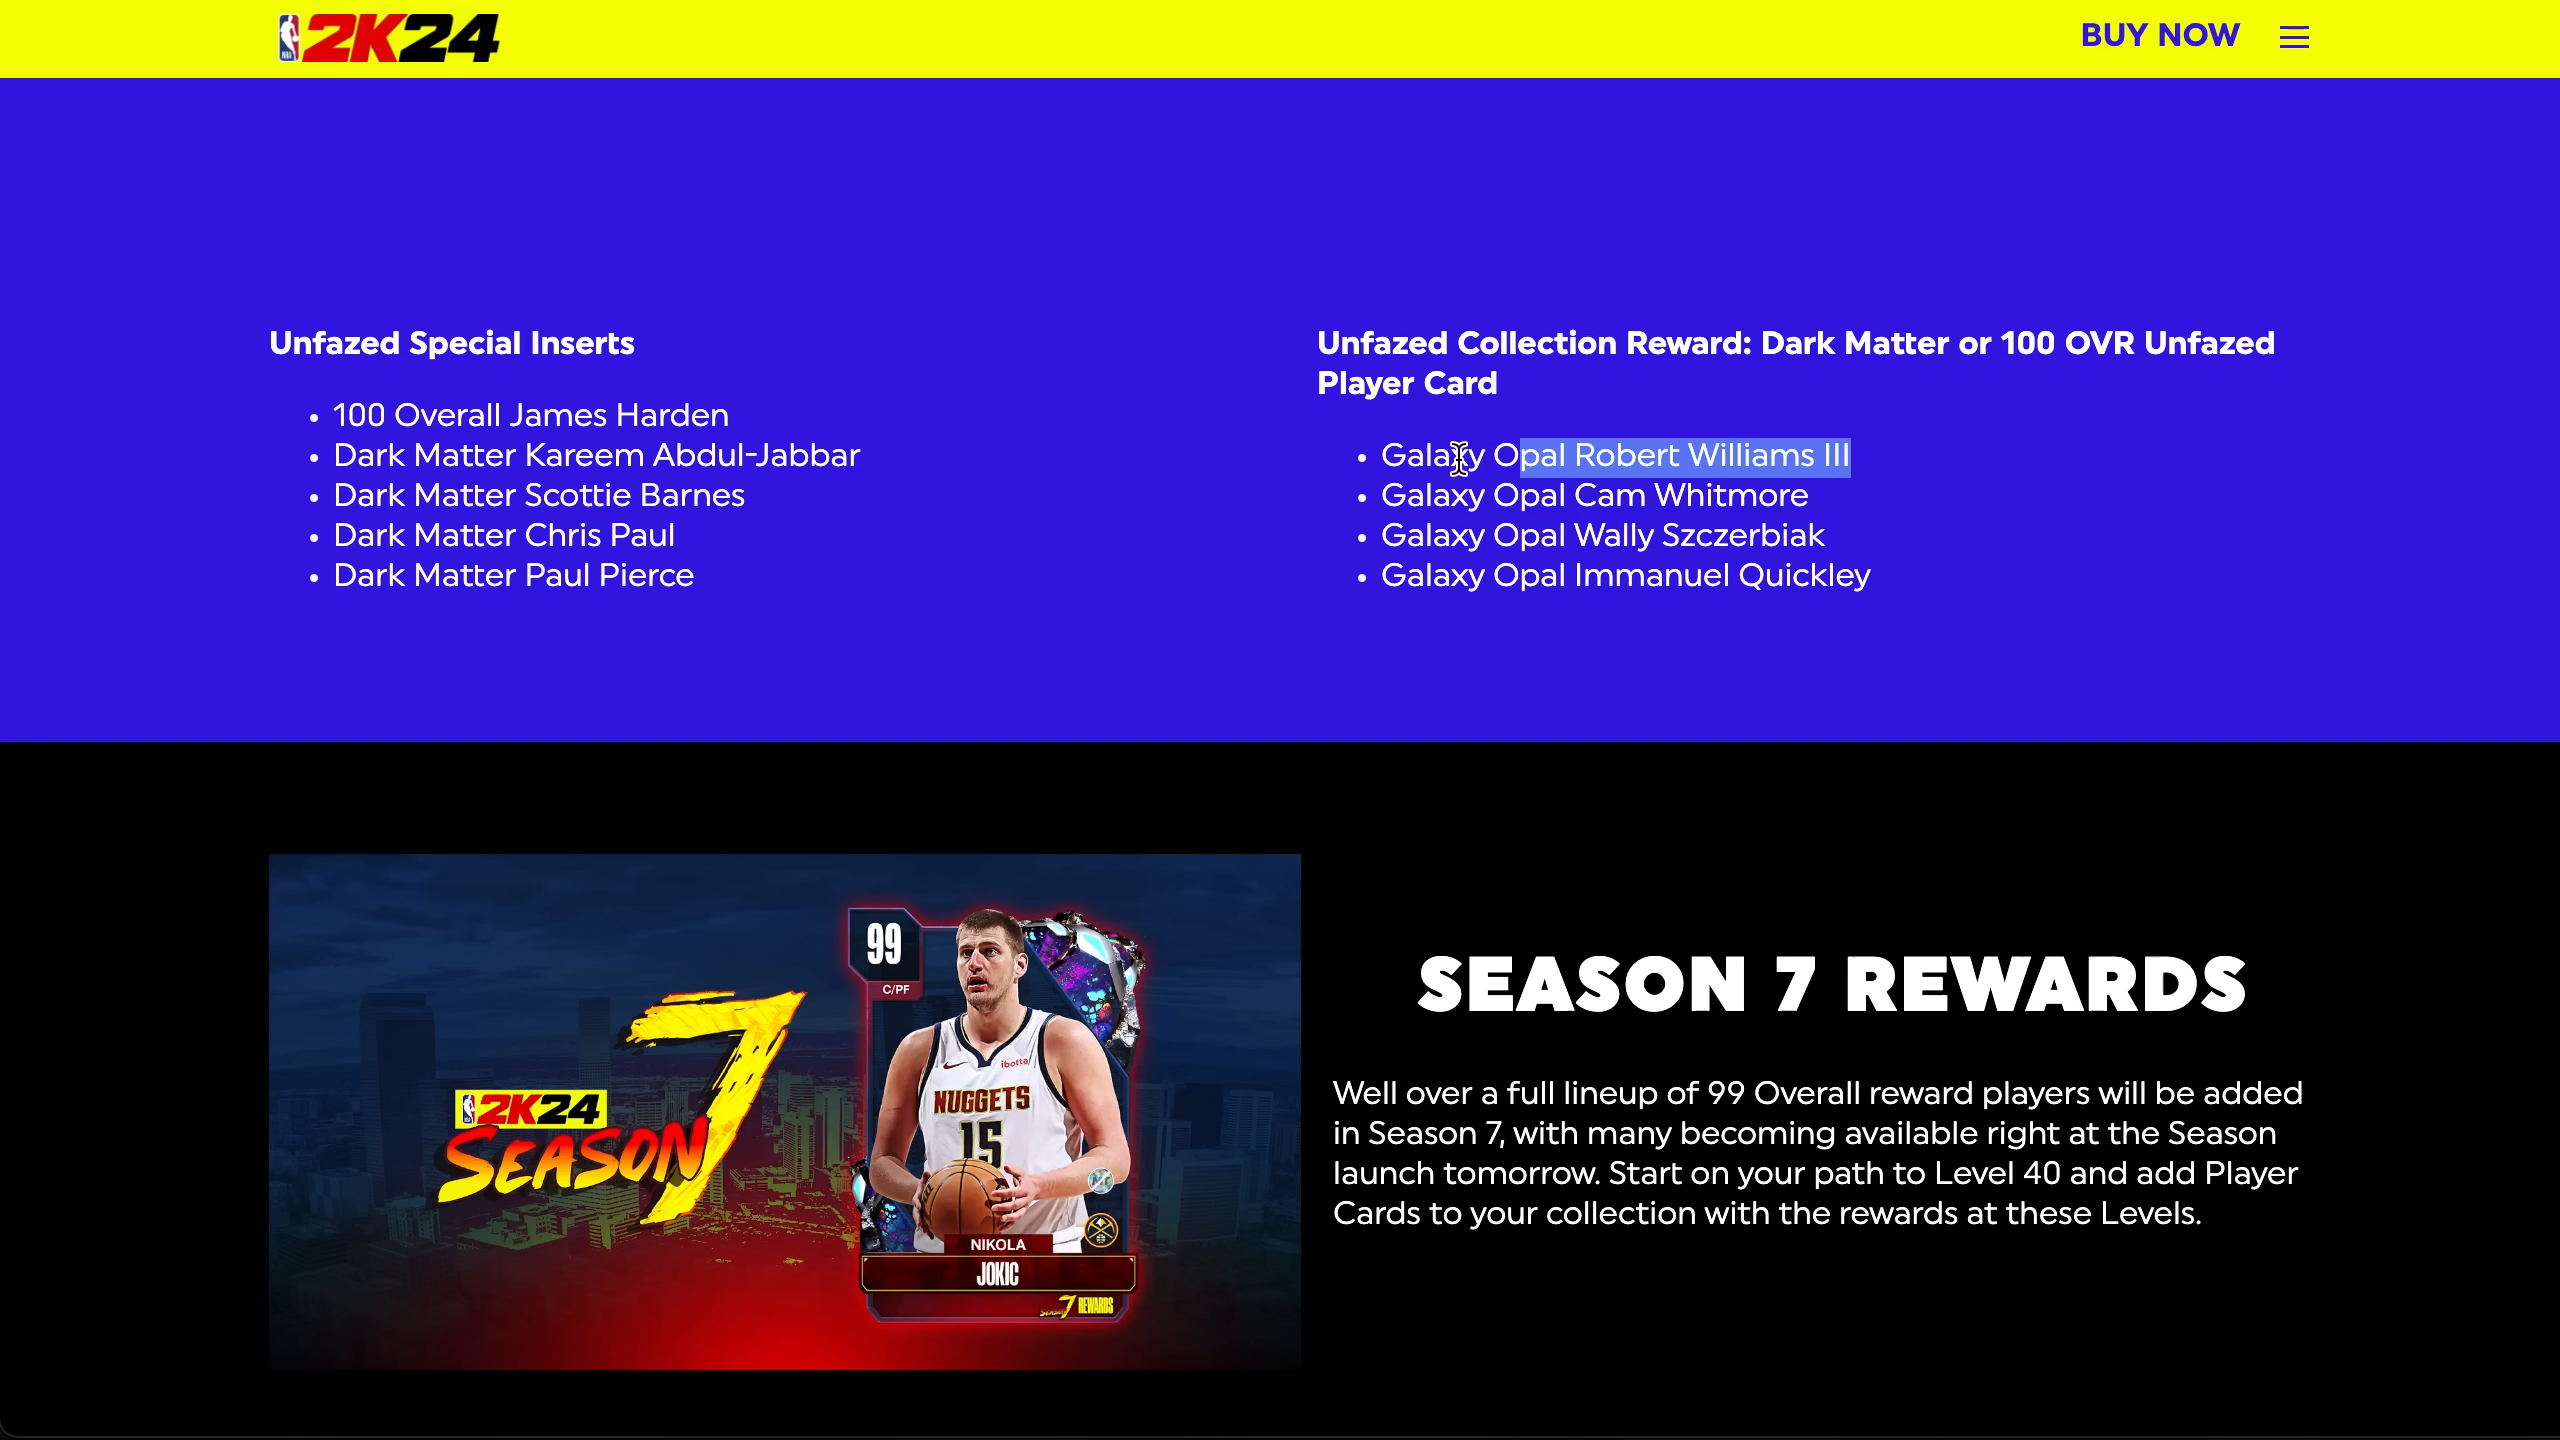 NBA 2K24
BUY NOW
Unfazed Special Inserts
100 Overall James Harden
Dark Matter Kareem Abdul-Jabbar
Dark Matter Scottie Barnes
Dark Matter Chris Paul
Dark Matter Paul Pierce
Unfazed Collection Reward: Dark Matter or 100 OVR Unfazed
Player Card
Galaxy Opal Robert Williams III
Galaxy Opal Cam Whitmore
Galaxy Opal Wally Szczerbiak
Galaxy Opal Immanuel Quickley
2K24
SEASON 7
99
C/PF
ibotta
NUGGETS
15
NIKOLA
JOKIC
SEASON 7 REWARDS
SEASON 7 REWARDS
Well over a full lineup of 99 Overall reward players will be added
in Season 7, with many becoming available right at the Season
launch tomorrow. Start on your path to Level 40 and add Player
Cards to your collection with the rewards at these Levels.